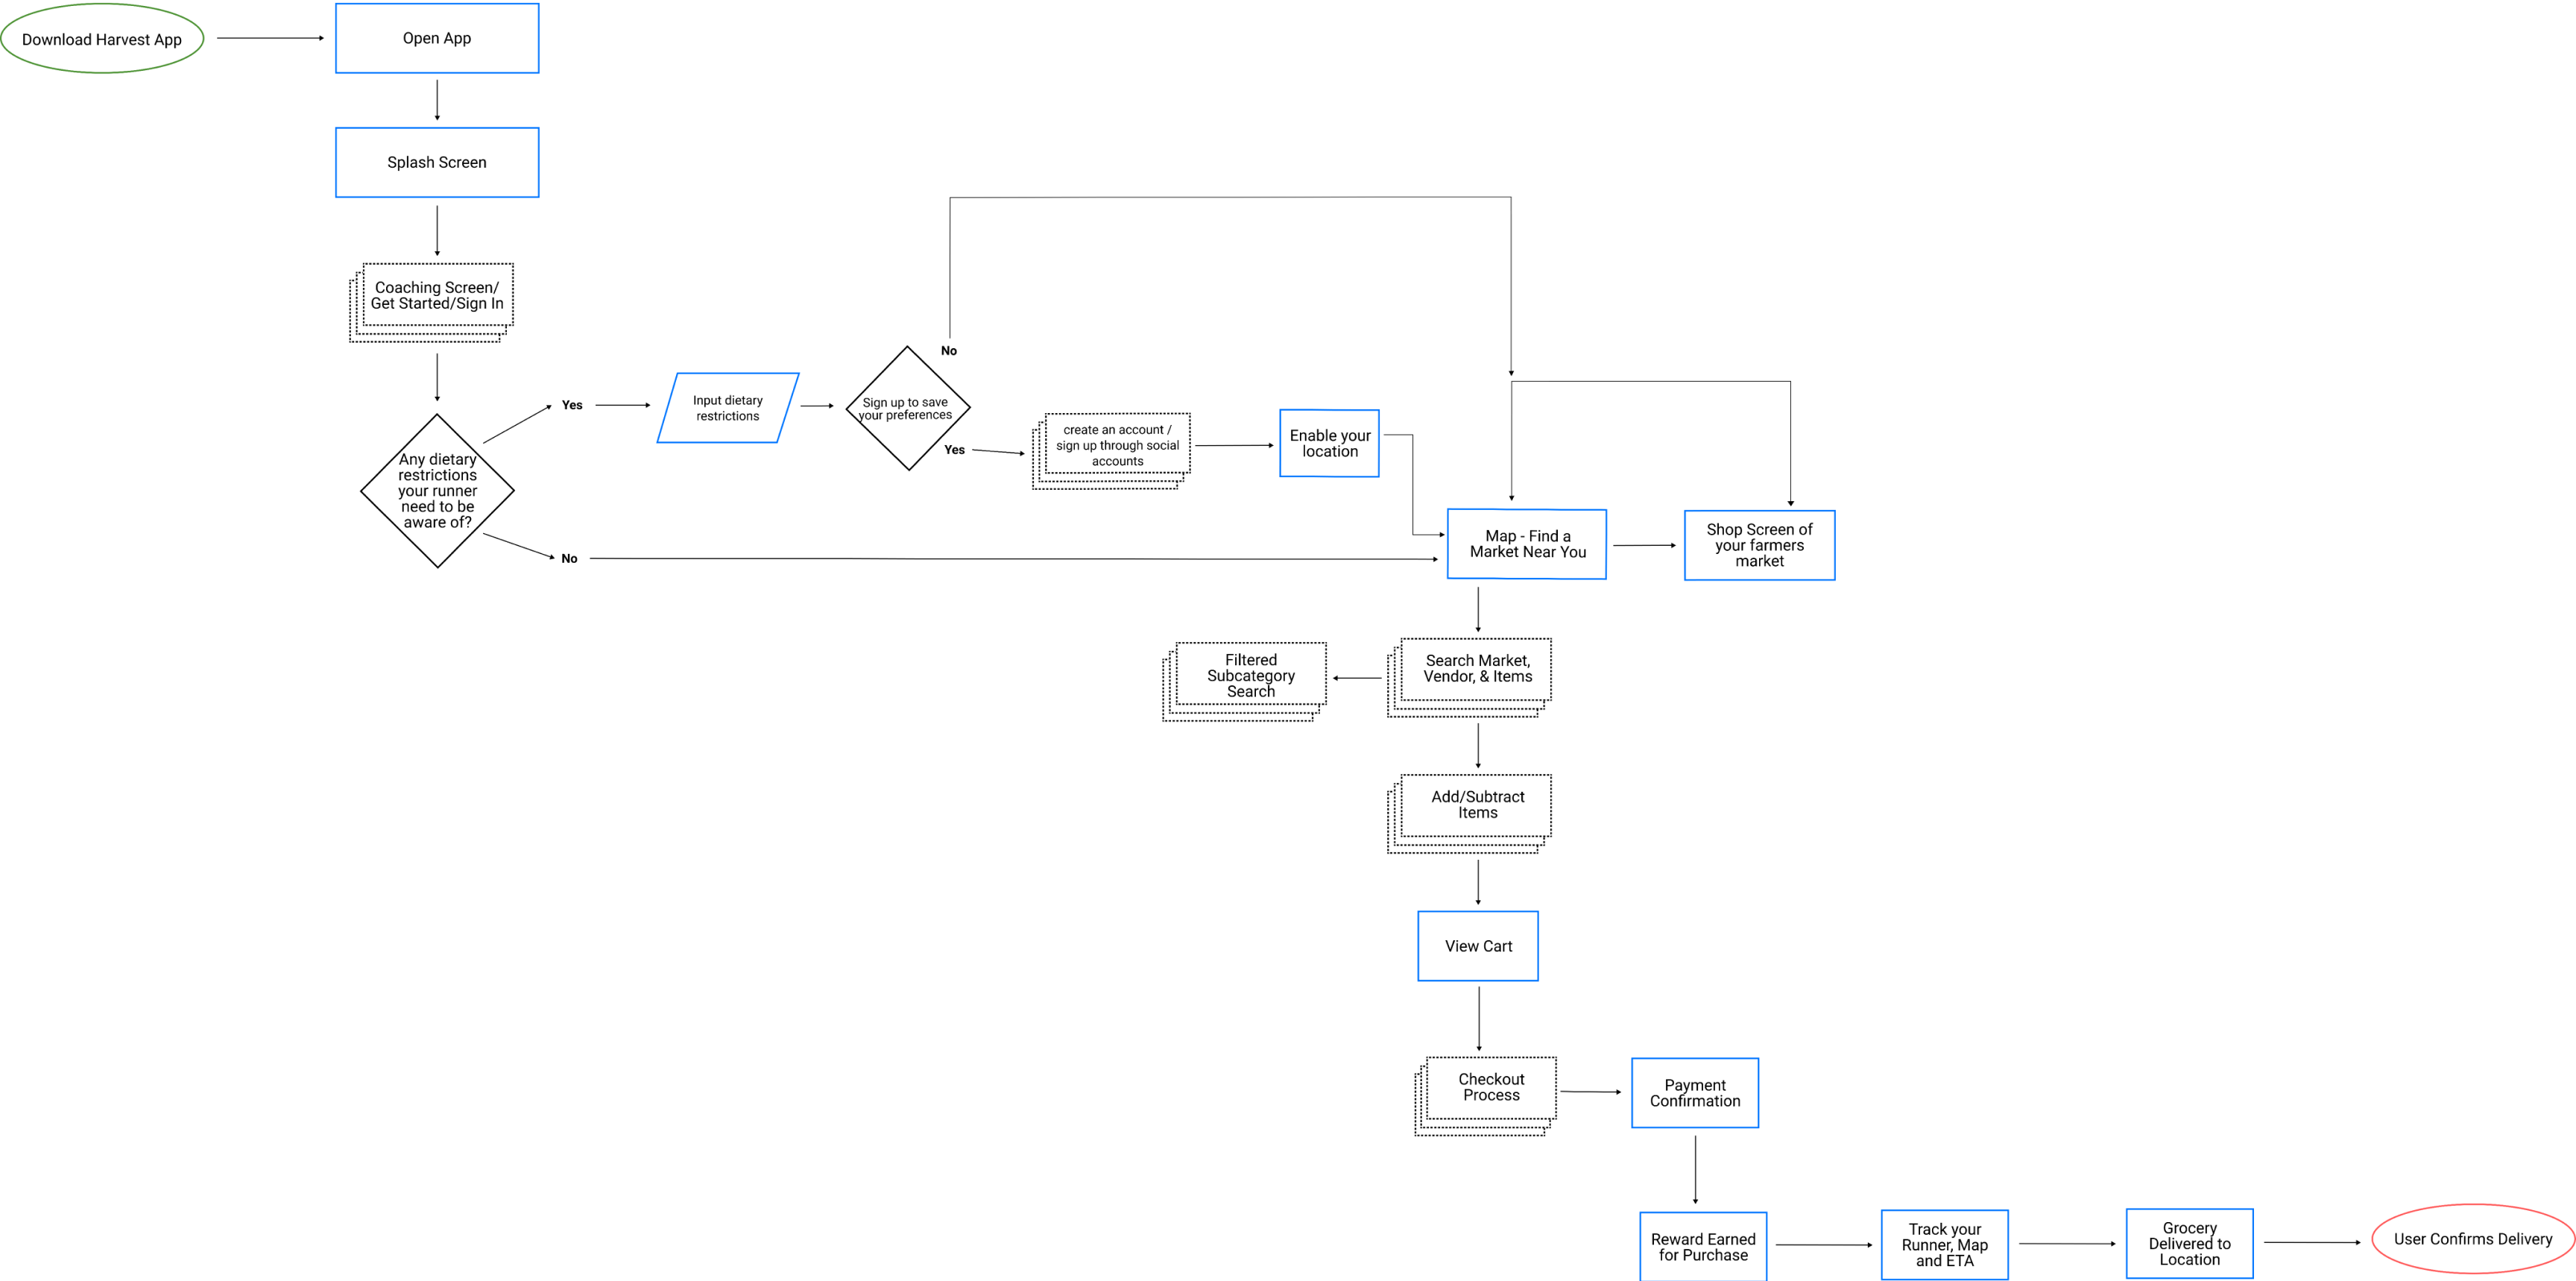 Download Harvest App
Open App
Splash Screen
Coaching Screen/
Get Started/Sign In
Any dietary
restrictions
your runner
need to be
aware of?
Yes
No
Input dietary
restrictions
Sign up to save
your preferences
No
Yes
create an account /
sign up through social
accounts
Enable your
location
Map - Find a
Market Near You
Shop Screen of
your farmers
market
Search Market,
Vendor, & Items
Filtered
Subcategory
Search
Add/Subtract
Items
View Cart
Checkout
Process
Payment
Confirmation
Reward Earned
for Purchase
Track your
Runner, Map
and ETA
Grocery
Delivered to
Location
User Confirms Delivery